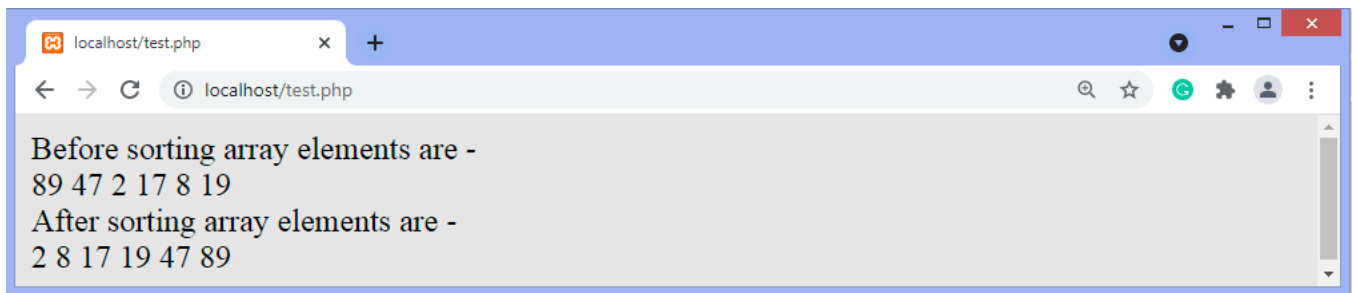 localhost/test.php
localhost/test.php
Before sorting array elements are -
89 47 2 17 8 19
After sorting array elements are -
2 8 17 19 47 89